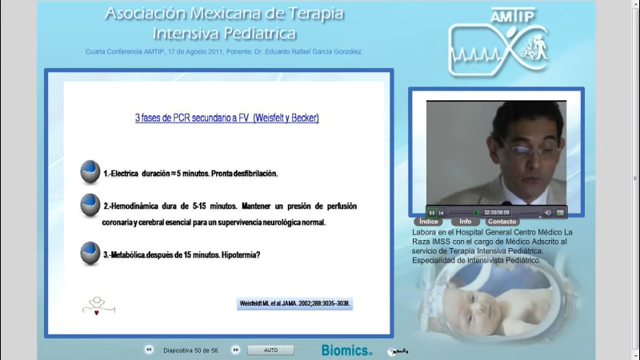 Asociación Mexicana de Terapia
Intensiva Pediatrica
Cuarta Conferencia AMTIP, 17 de Agosto 2011, Ponente: Dr. Eduardo Rafael García González.
AMTIP
3 fases de PCR secundario a FV (Weisfelt y Becker)
1.-Electrica duración ≈ 5 minutos. Pronta desfibrilación.
2.-Hemodinámica dura de 5-15 minutos. Mantener un presión de perfusión
coronaria y cerebral esencial para un supervivencia neurológica normal.
3.-Metabólica.después de 15 minutos. Hipotermia?
Weisfeldt ML et al.JAMA. 2002;288:3035–3038.
52:50/58:09
Índice
Info
Contacto
Labora en el Hospital General Centro Médico La
Raza IMSS con el cargo de Médico Adscrito al
servicio de Terapia Intensiva Pediátrica.
Especialidad de Intensivista Pediátrico.
Diapositiva 50 de 56
AUTO
Biomics